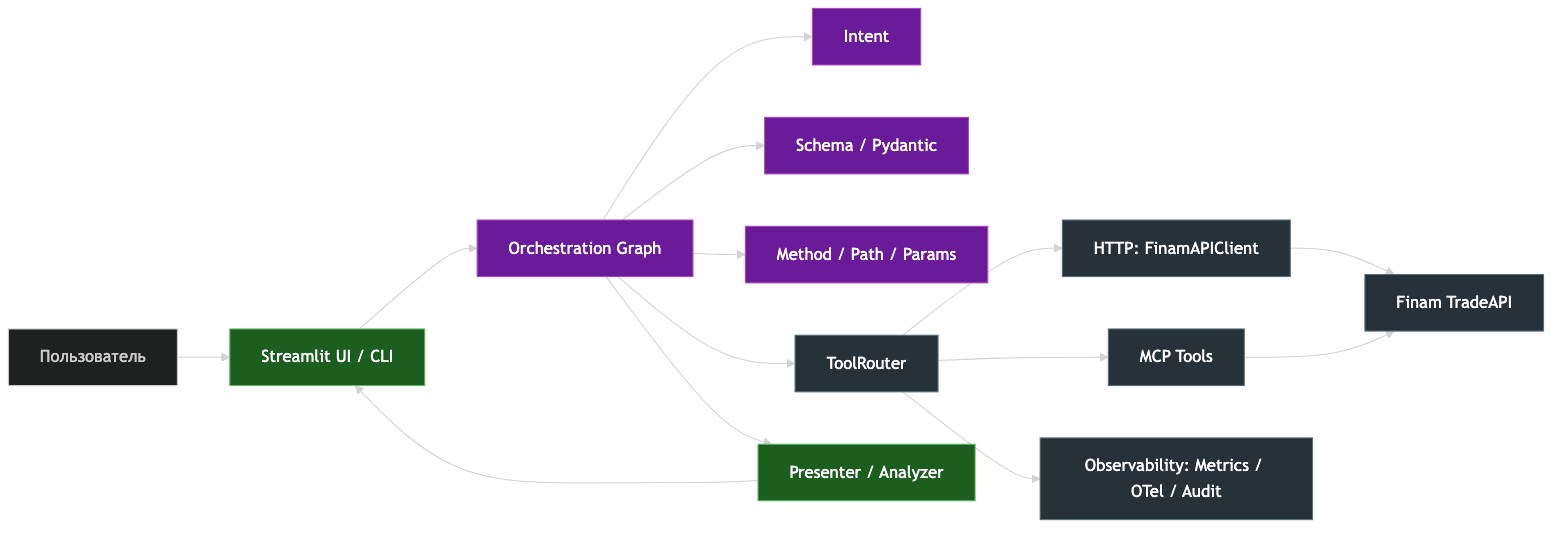 Intent
Schema / Pydantic
Orchestration Graph
Method / Path / Params
HTTP: FinamAPIClient
Finam TradeAPI
Пользователь
Streamlit UI / CLI
ToolRouter
MCP Tools
Presenter / Analyzer
Observability: Metrics /
OTel / Audit